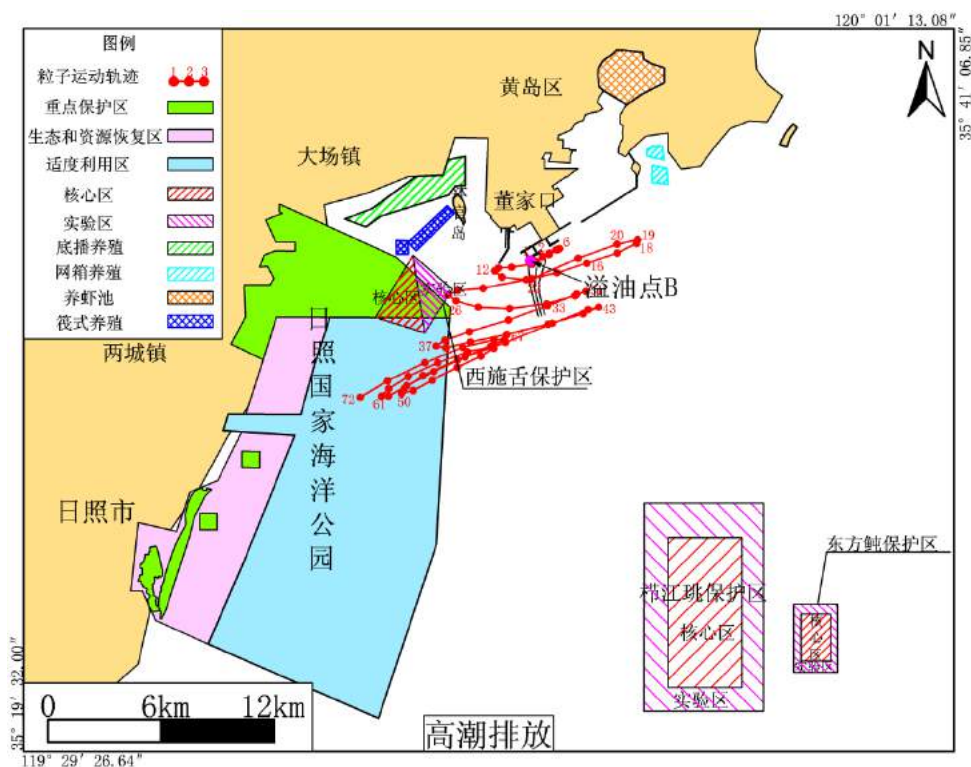 120° 01′ 13.08″
35° 41′ 06.85″
N
图例
粒子运动轨迹
1 2 3
重点保护区
生态和资源恢复区
适度利用区
核心区
实验区
底播养殖
网箱养殖
养虾池
筏式养殖
黄岛区
大场镇
董家口
岛
6
20 19
18
12
16
溢油点B
核心区
实验区
26
33
43
37
两城镇
西施舌保护区
72 61 50
日照国家海洋公园
日照市
东方鲀保护区
栉江珧保护区
核心区
实验区
核心区
实验区
0 6km 12km
高潮排放
35° 19′ 32.00″
119° 29′ 26.64″